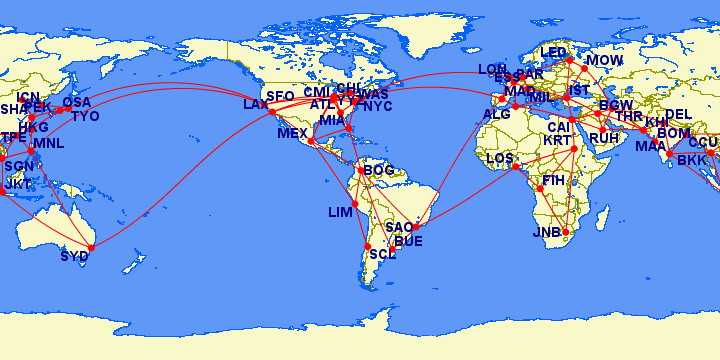 LED
MOW
LON
PAR
ESS
ICN
PEK
SHA
OSA
TYO
HKG
TPE
MNL
SGN
JKT
SYD
SFO
LAX
CMI
CHI
WAS
ATL
NYC
MIA
MEX
BOG
LIM
SAO
BUE
SCL
MAD
MIL
IST
ALG
BGW
THR
CAI
KRT
RUH
KHI
DEL
BOM
MAA
CCU
BKK
LOS
FIH
JNB